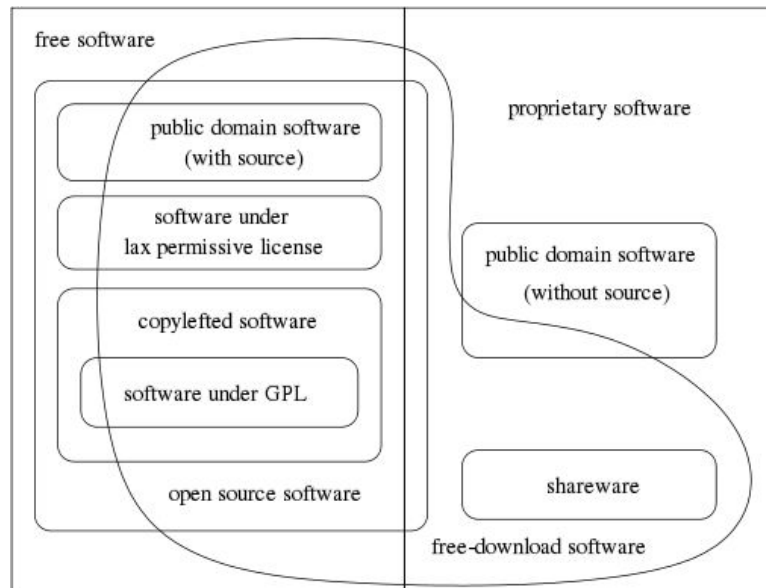 free software
public domain software
(with source)
software under
lax permissive license
copylefted software
software under GPL
open source software
proprietary software
public domain software
(without source)
shareware
free-download software